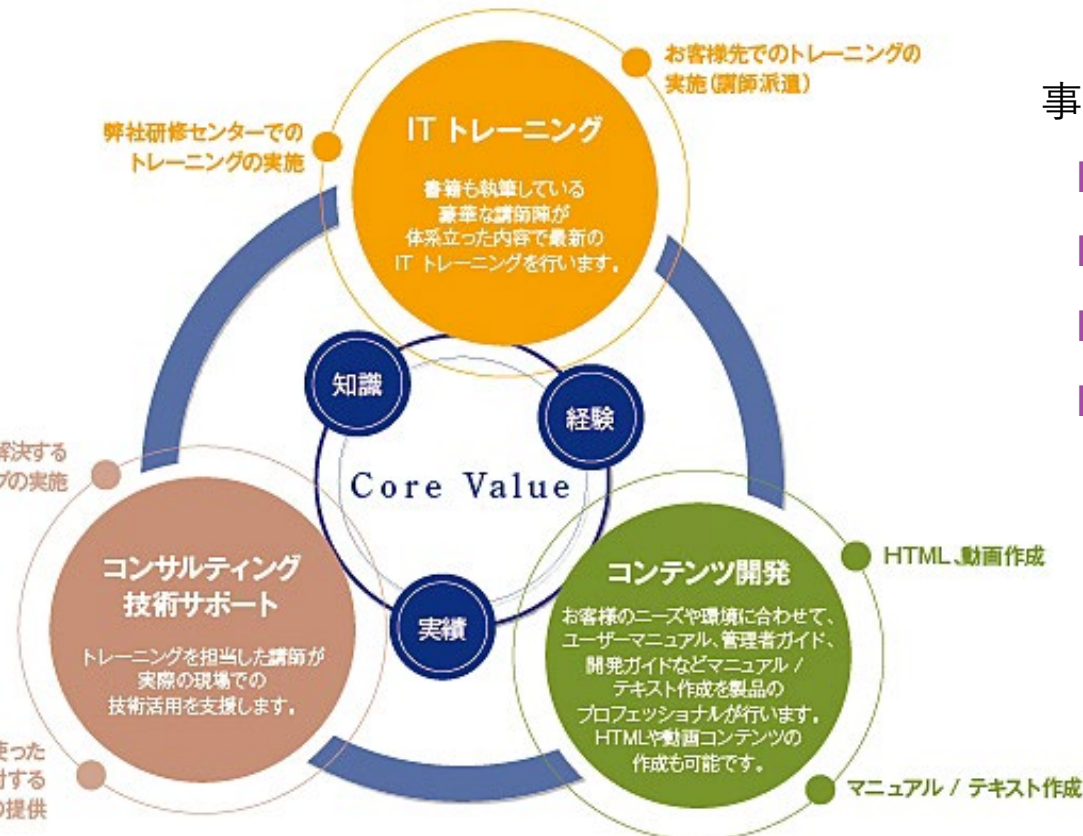 お客様先でのトレーニングの
実施(講師派遣)
弊社研修センターでの
トレーニングの実施
IT トレーニング
書籍も執筆している
豪華な講師陣が
体系立った内容で最新の
IT トレーニングを行います。
事
知識
経験
Core Value
実績
解決する
の実施
コンサルティング
技術サポート
トレーニングを担当した講師が
実際の現場での
技術活用を支援します。
使った
する
の提供
コンテンツ開発
お客様のニーズや環境に合わせて、
ユーザーマニュアル、管理者ガイド、
開発ガイドなどマニュアル /
テキスト作成を製品の
プロフェッショナルが行います。
HTMLや動画コンテンツの
作成も可能です。
HTML、動画作成
マニュアル / テキスト作成